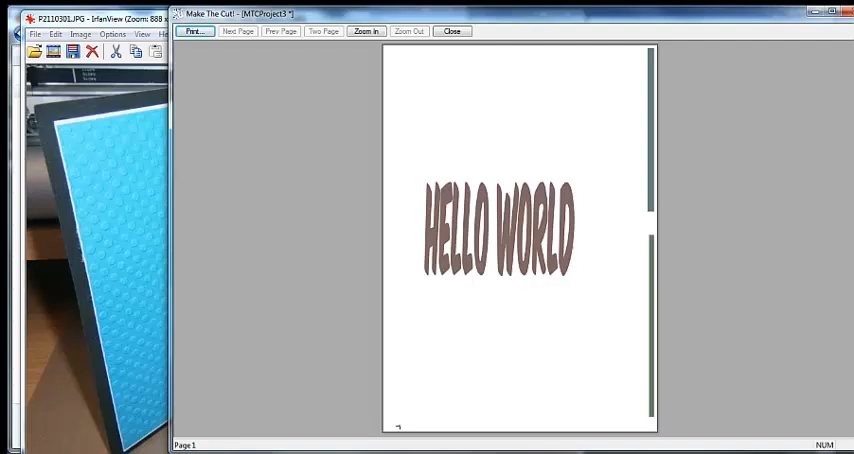 P2110301.JPG - IrfanView (Zoom: 888 x
File Edit Image Options View He
Make The Cut! - [MTCProject3 *]
Print... Next Page Prev Page Two Page Zoom In Zoom Out Close
HELLO WORLD
Page 1
NUM